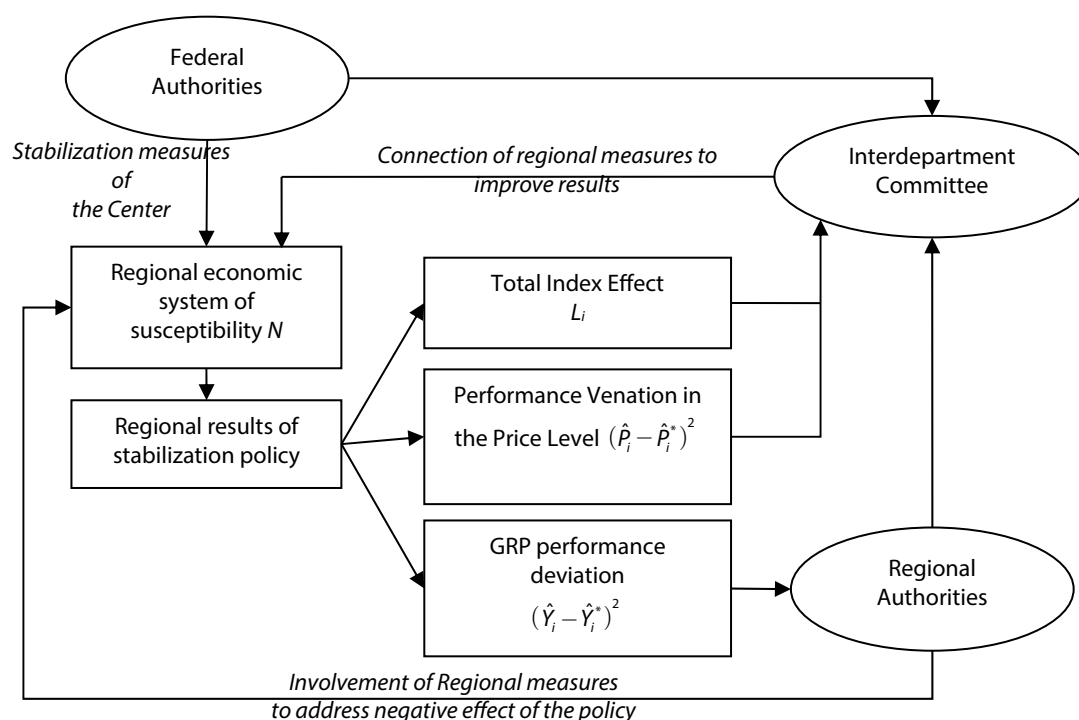 Federal
Authorities
Stabilization measures
of
the Center
Connection of regional measures to
improve results
Interdepartment
Committee
Regional economic
system of
susceptibility N
Total Index Effect
Lᵢ
Performance Venation in
the Price Level (P̂ᵢ − P̂ᵢ*)²
Regional results of
stabilization policy
GRP performance
deviation
(Ŷᵢ − Ŷᵢ*)²
Regional
Authorities
Involvement of Regional measures
to address negative effect of the policy